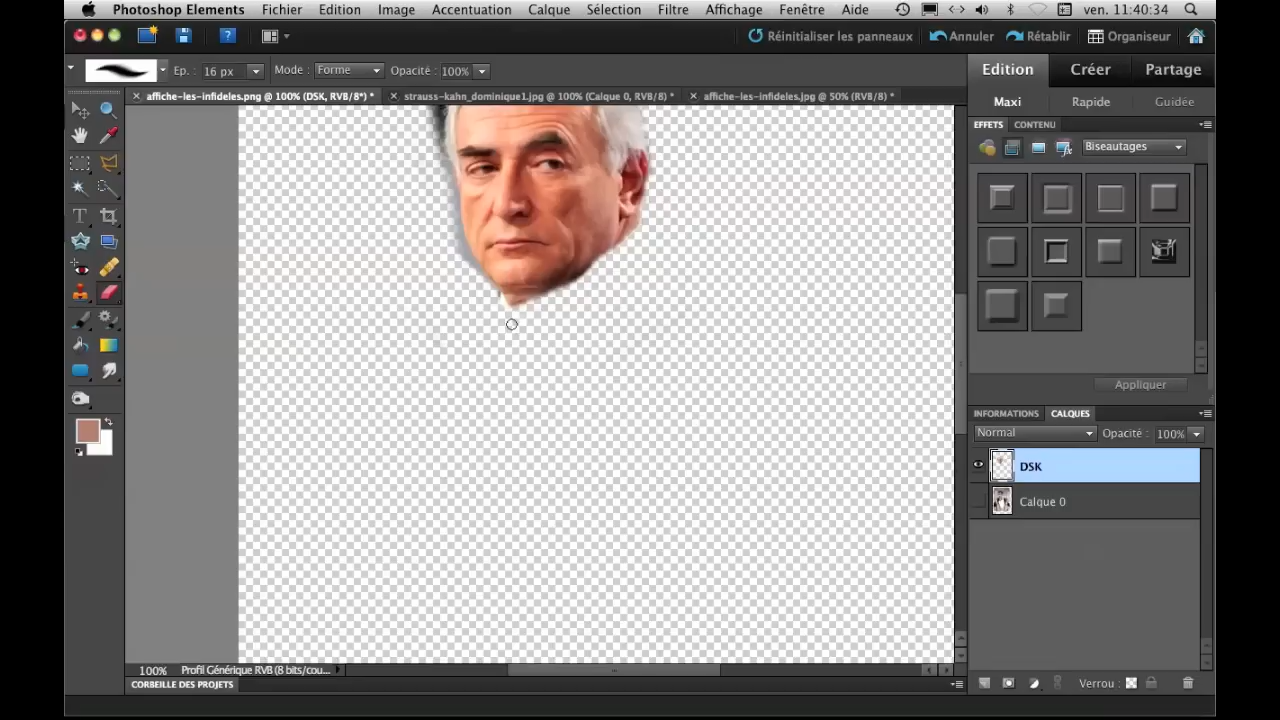 Photoshop Elements Fichier Edition Image Accentuation Calque Sélection Filtre Affichage Fenêtre Aide ven. 11:40:34
Réinitialiser les panneaux Annuler Rétablir Organiseur
Ep. : 16 px Mode : Forme Opacité : 100%
Edition Créer Partage
affiche-les-infideles.png @ 100% (DSK, RVB/8*) * strauss-kahn_dominique1.jpg @ 100% (Calque 0, RVB/8) * affiche-les-infideles.jpg @ 50% (RVB/8) *
Maxi Rapide Guidée
EFFETS CONTENU
Biseautages
Appliquer
INFORMATIONS CALQUES
Normal Opacité : 100%
DSK
Calque 0
100% Profil Générique RVB (8 bits/cou...
CORBEILLE DES PROJETS Verrou :